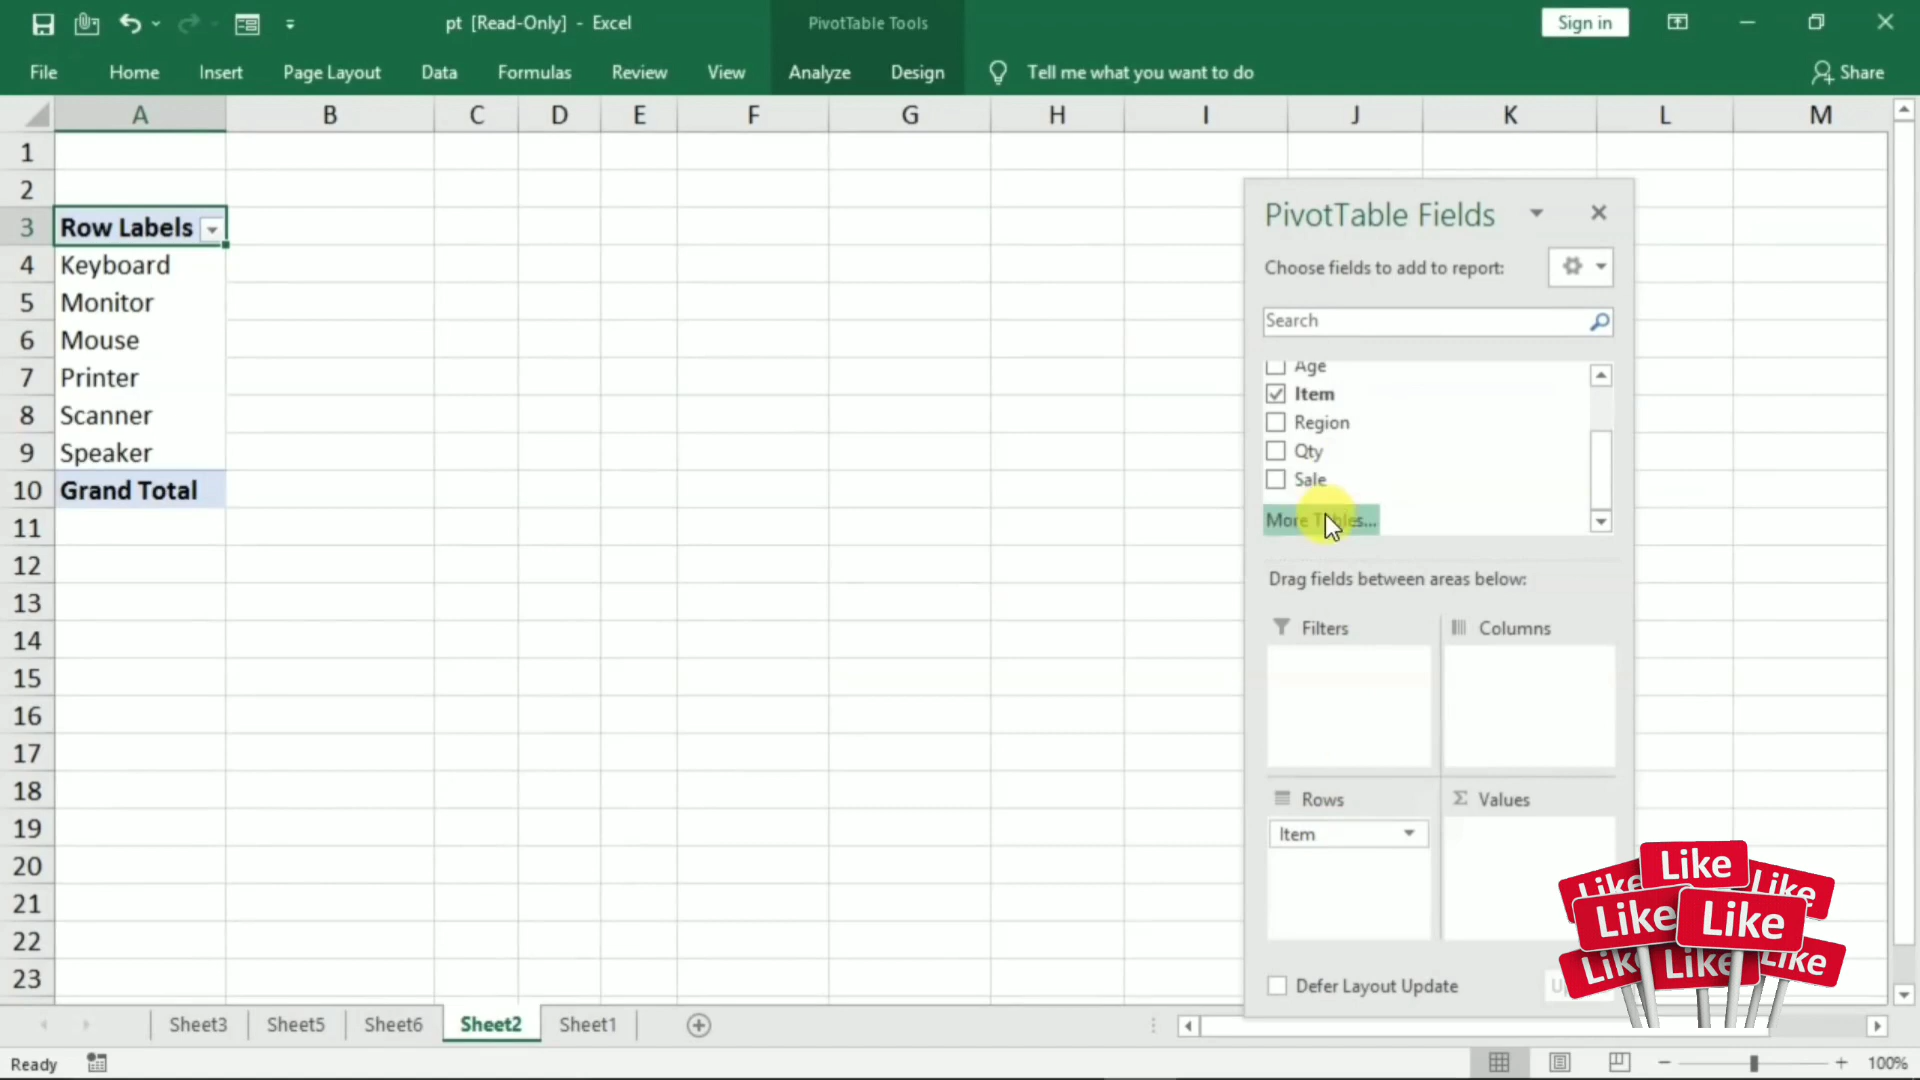 pt [Read-Only] - Excel
PivotTable Tools
Sign in
File Home Insert Page Layout Data Formulas Review View Analyze Design Tell me what you want to do Share
A B C D E F G H I J K L M
1
2
3 Row Labels
4 Keyboard
5 Monitor
6 Mouse
7 Printer
8 Scanner
9 Speaker
10 Grand Total
11
12
13
14
15
16
17
18
19
20
21
22
23
PivotTable Fields
Choose fields to add to report:
Search
Age
Item
Region
Qty
Sale
More Tables...
Drag fields between areas below:
Filters
Columns
Rows
Values
Item
Defer Layout Update
Like
Like
Like
Like
Like
Like
Like
Like
Sheet3 Sheet5 Sheet6 Sheet2 Sheet1
Ready
100%